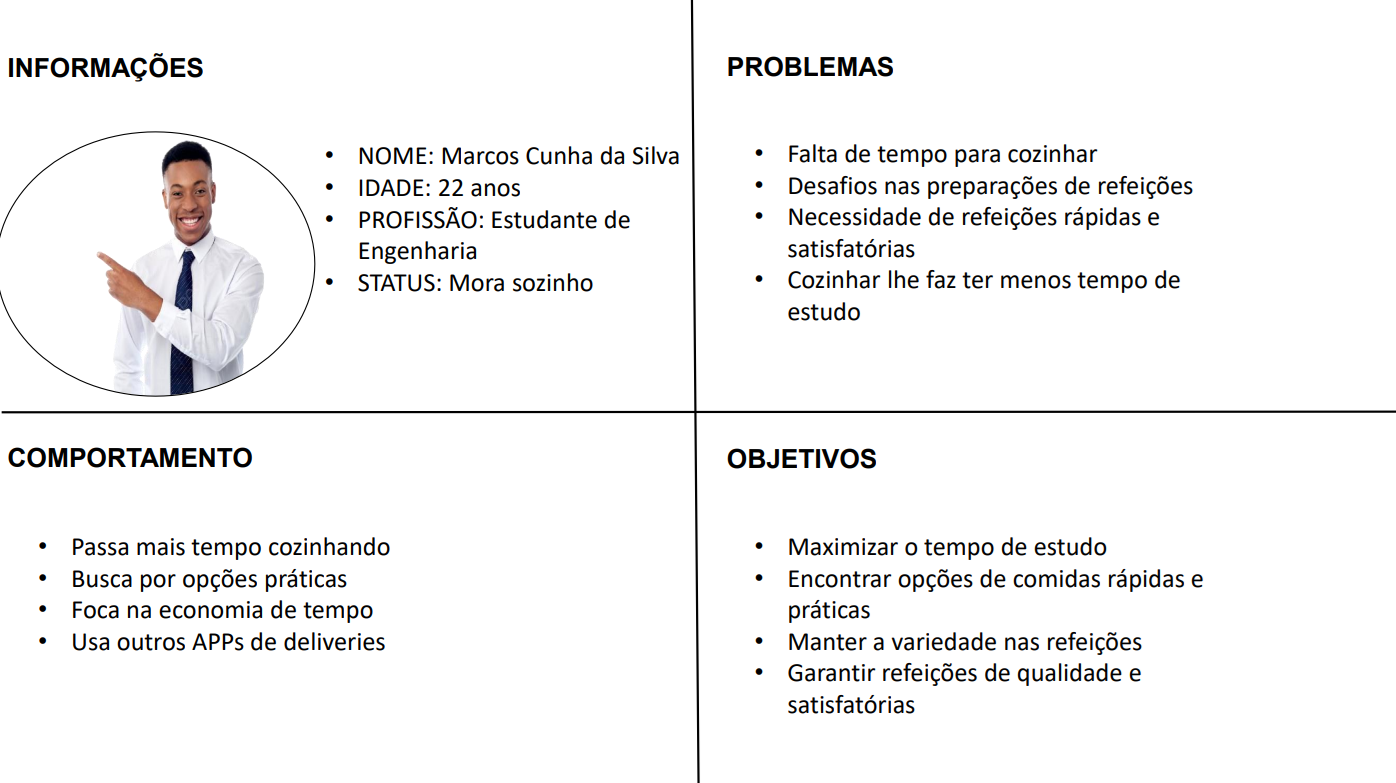 INFORMAÇÕES
• NOME: Marcos Cunha da Silva
• IDADE: 22 anos
• PROFISSÃO: Estudante de
Engenharia
• STATUS: Mora sozinho
PROBLEMAS
• Falta de tempo para cozinhar
• Desafios nas preparações de refeições
• Necessidade de refeições rápidas e
satisfatórias
• Cozinhar lhe faz ter menos tempo de
estudo
COMPORTAMENTO
• Passa mais tempo cozinhando
• Busca por opções práticas
• Foca na economia de tempo
• Usa outros APPs de deliveries
OBJETIVOS
• Maximizar o tempo de estudo
• Encontrar opções de comidas rápidas e
práticas
• Manter a variedade nas refeições
• Garantir refeições de qualidade e
satisfatórias